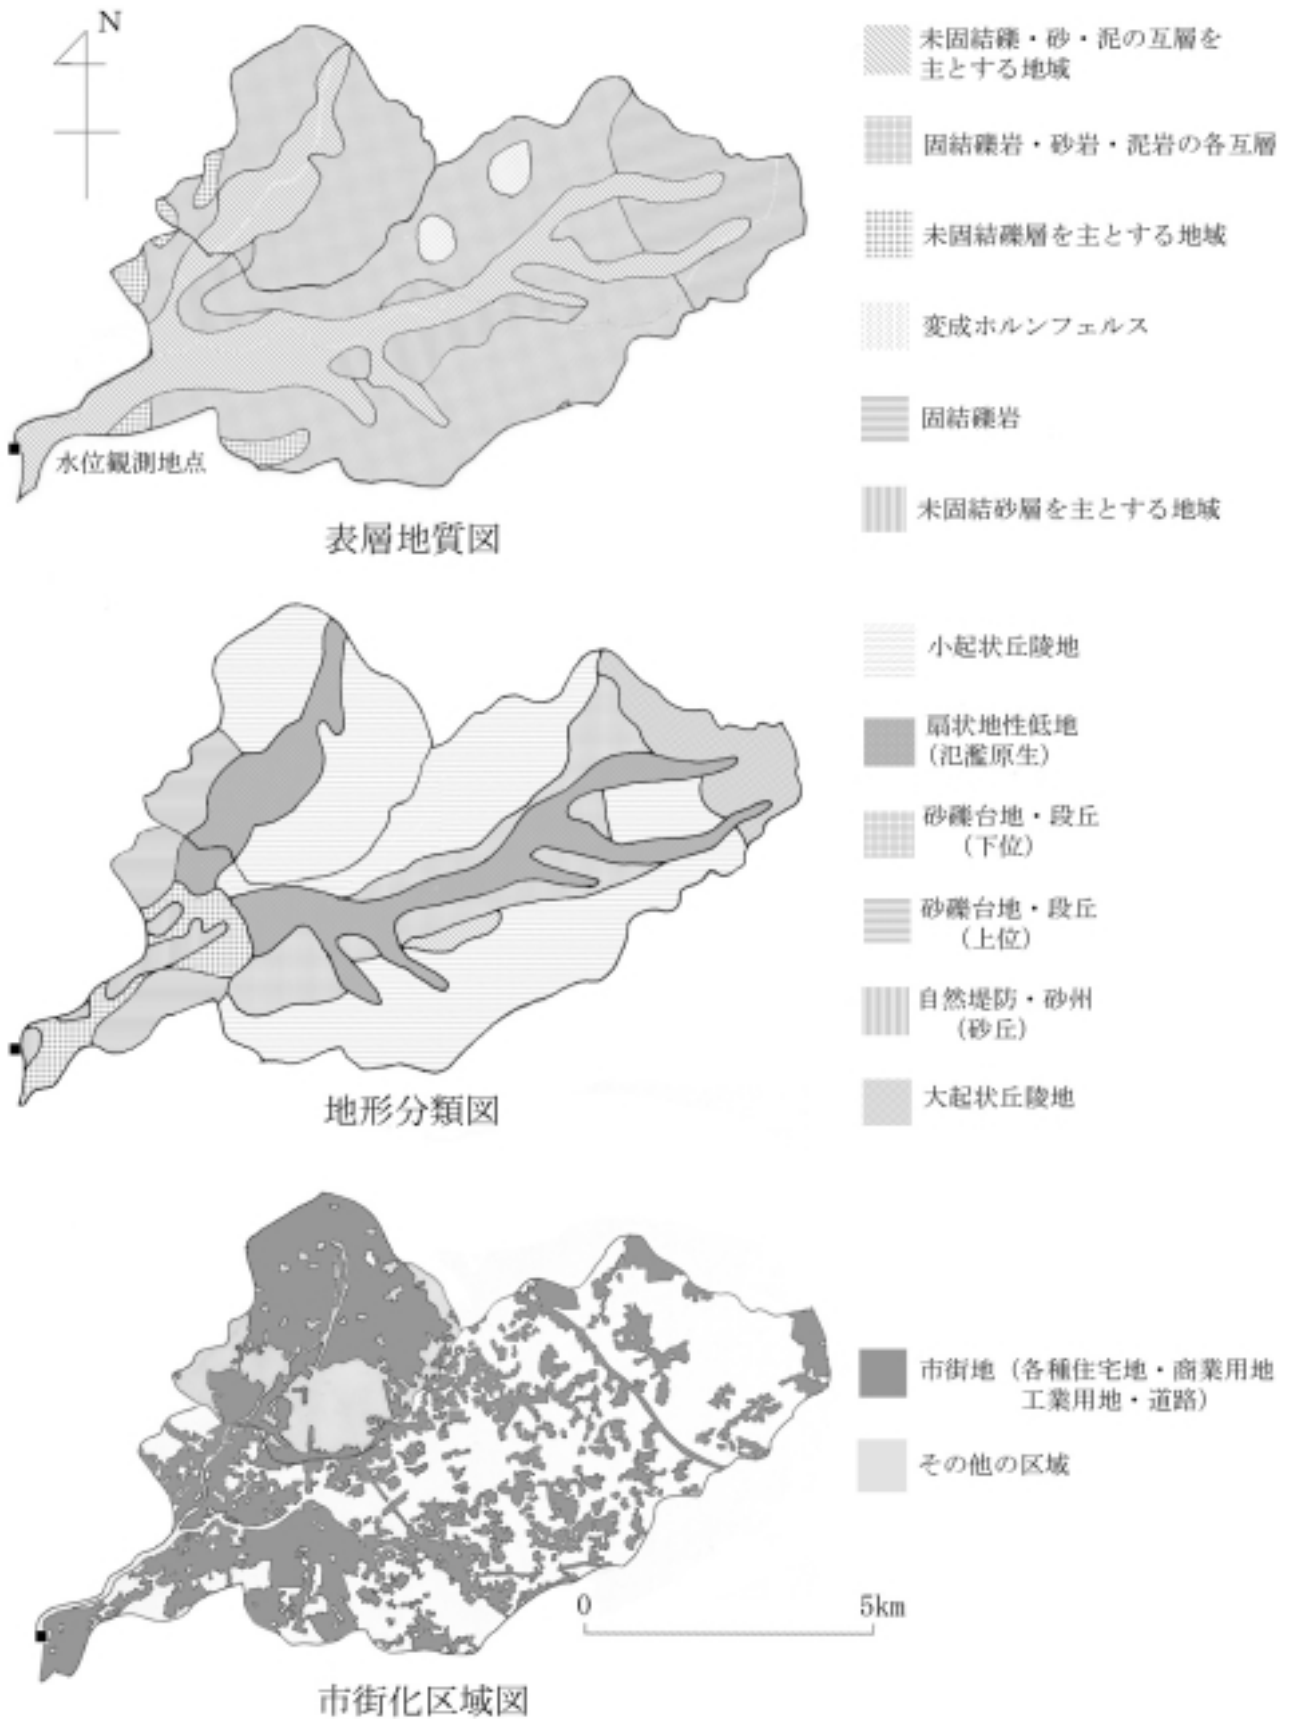 N
未固結礫・砂・泥の互層を
主とする地域
固結礫岩・砂岩・泥岩の各互層
未固結礫層を主とする地域
変成ホルンフェルス
固結礫岩
未固結砂層を主とする地域
水位観測地点
表層地質図
小起状丘陵地
扇状地性低地
(氾濫原生)
砂礫台地・段丘
(下位)
砂礫台地・段丘
(上位)
自然堤防・砂州
(砂丘)
大起状丘陵地
地形分類図
市街地(各種住宅地・商業用地
工業用地・道路)
その他の区域
0 5km
市街化区域図